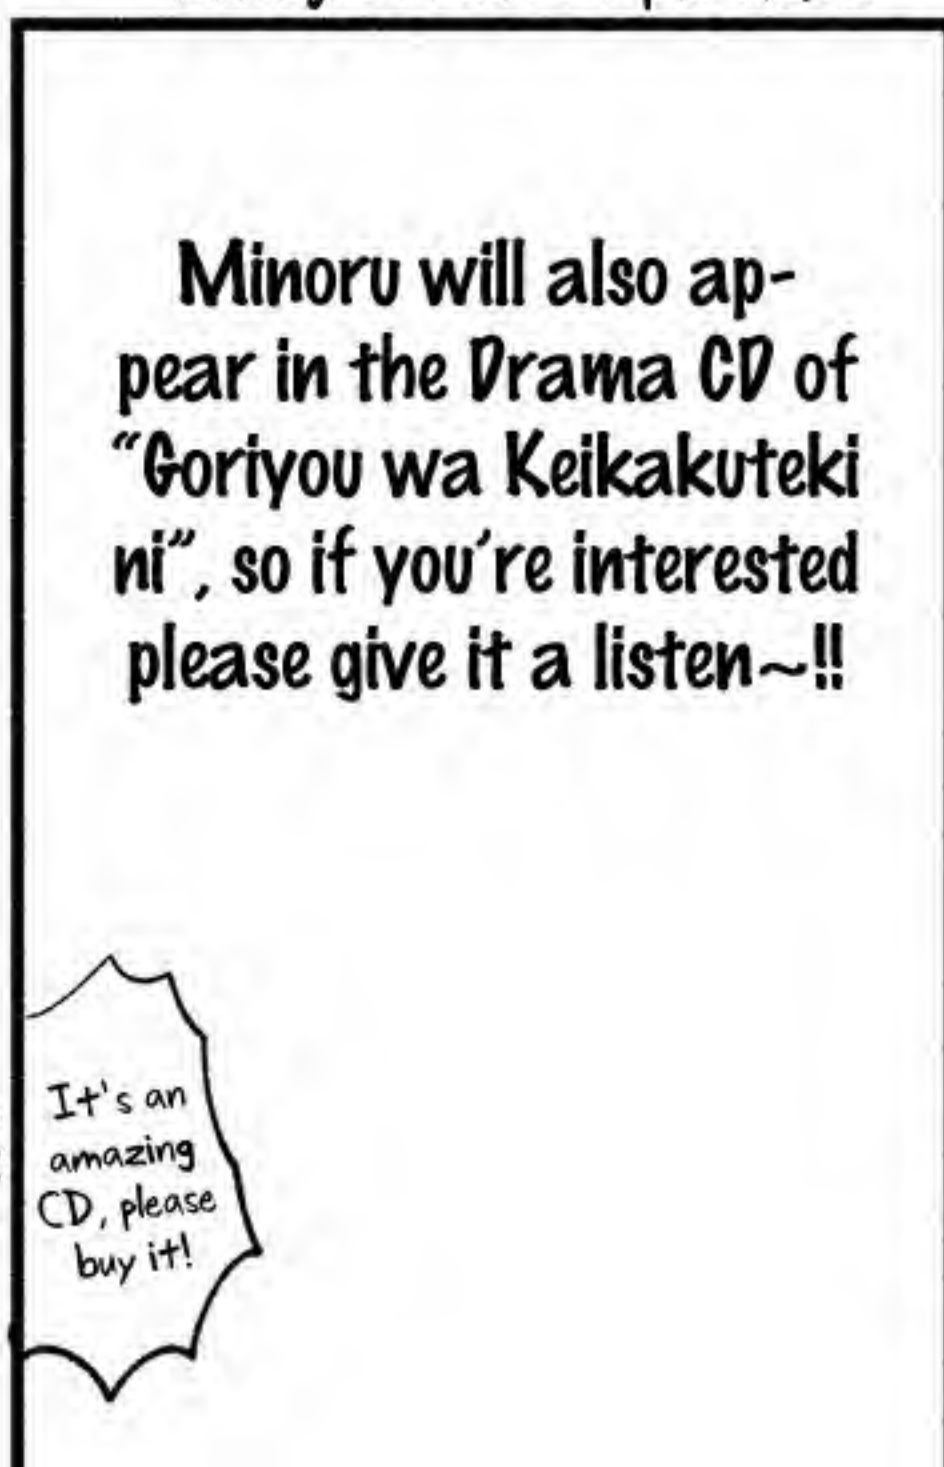 Minoru will also ap-
pear in the Drama CD of
"Goriyou wa Keikakuteki
ni", so if you're interested
please give it a listen~!!
It's an
amazing
CD, please
buy it!